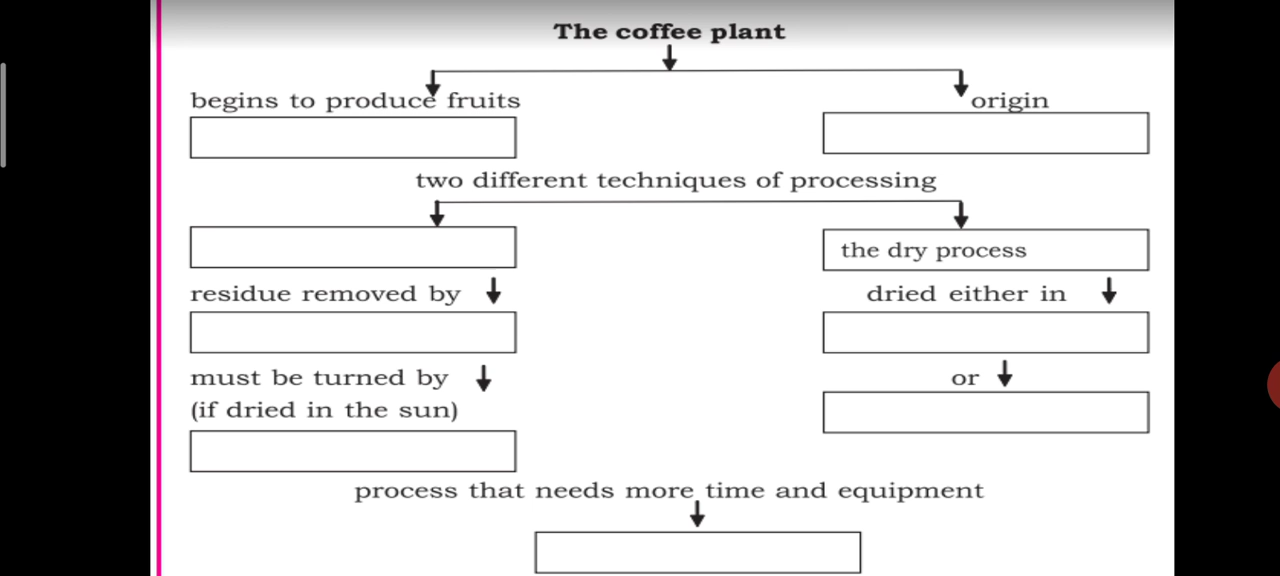 The coffee plant
begins to produce fruits
origin
two different techniques of processing
the dry process
residue removed by
dried either in
must be turned by
or
(if dried in the sun)
process that needs more time and equipment